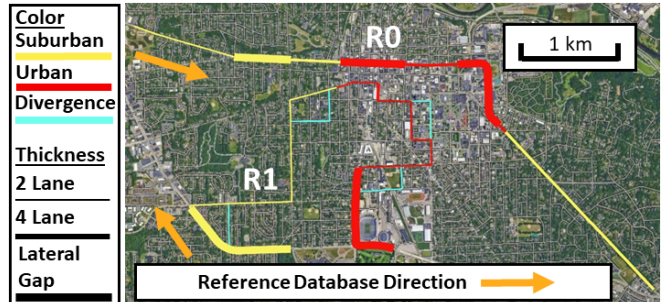 Color
Suburban
Urban
Divergence
Thickness
2 Lane
4 Lane
Lateral
Gap
R0
1 km
R1
Reference Database Direction